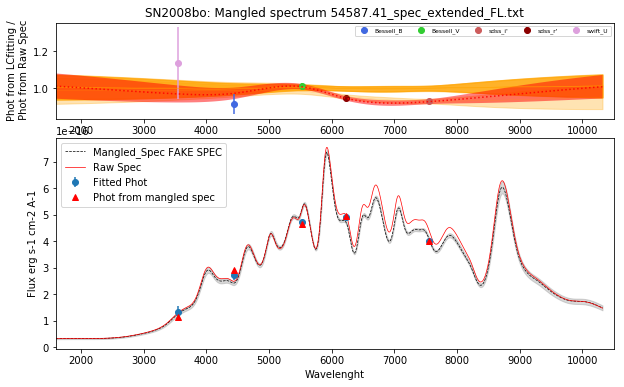 SN2008bo: Mangled spectrum 54587.41_spec_extended_FL.txt
Phot from LCfitting /
Phot from Raw Spec
1.2
1.0
Bessell_B
Bessell_V
sdss_i'
sdss_r'
swift_U
2000 3000 4000 5000 6000 7000 8000 9000 10000
1e−16
Flux erg s-1 cm-2 A-1
7
6
5
4
3
2
1
0
Mangled_Spec FAKE SPEC
Raw Spec
Fitted Phot
Phot from mangled spec
2000 3000 4000 5000 6000 7000 8000 9000 10000
Wavelenght